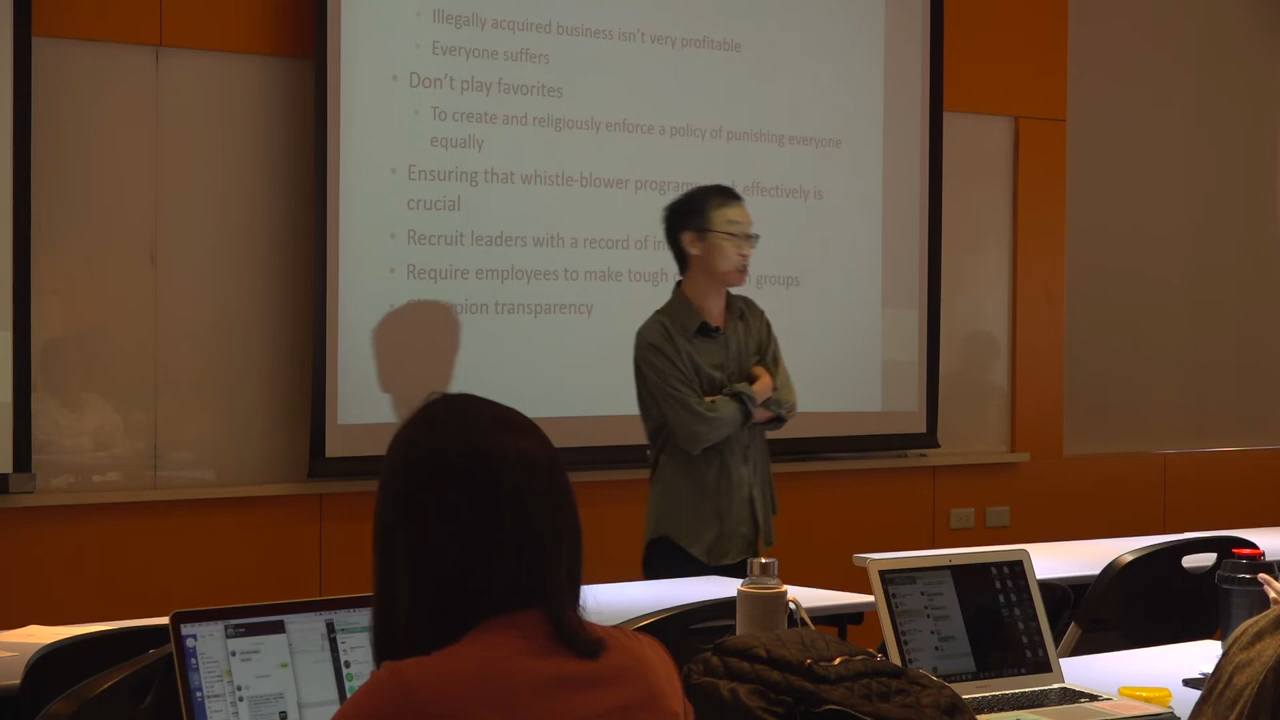 Illegally acquired business isn't very profitable
Everyone suffers
Don't play favorites
To create and religiously enforce a policy of punishing everyone
equally
Ensuring that whistle-blower effectively is
crucial
Recruit leaders with a record of
Require employees to make tough groups
transparency